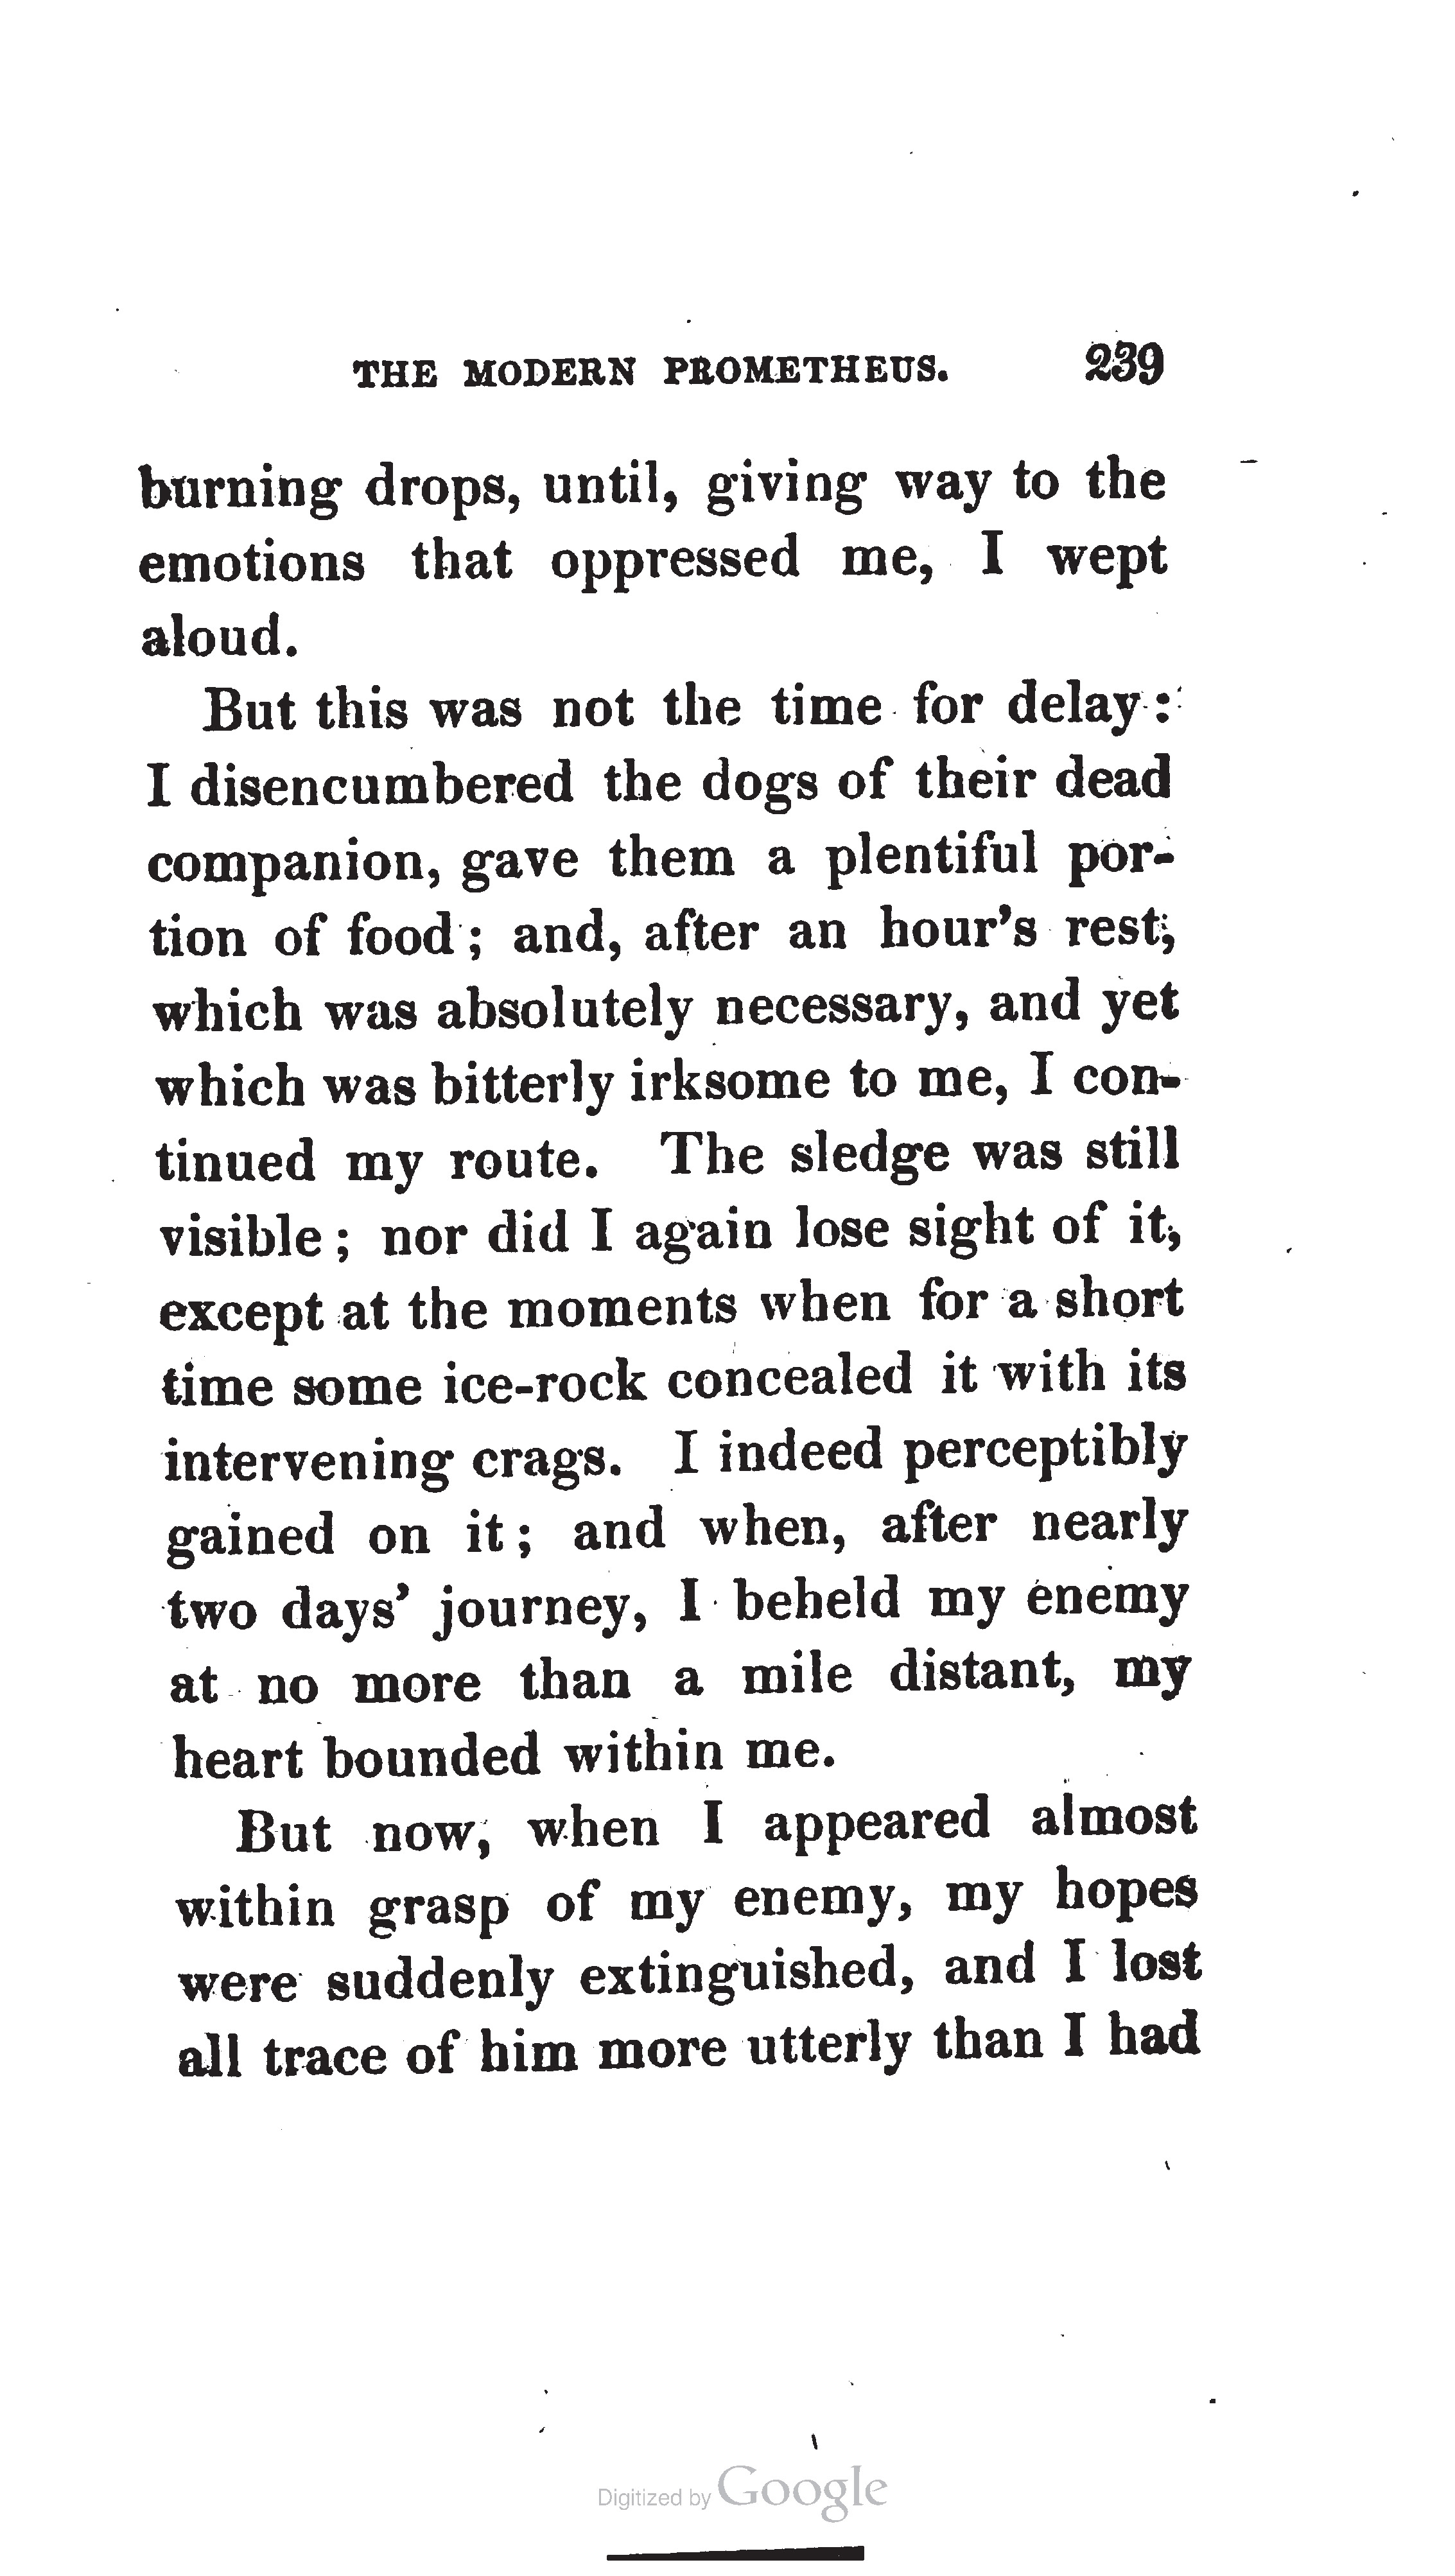 THE MODERN PROMETHEUS. 239
burning drops, until, giving way to the
emotions that oppressed me, I wept
aloud.
But this was not the time for delay:
I disencumbered the dogs of their dead
companion, gave them a plentiful por-
tion of food; and, after an hour's rest,
which was absolutely necessary, and yet
which was bitterly irksome to me, I con-
tinued my route. The sledge was still
visible; nor did I again lose sight of it,
except at the moments when for a short
time some ice-rock concealed it with its
intervening crags. I indeed perceptibly
gained on it; and when, after nearly
two days' journey, I beheld my enemy
at no more than a mile distant, my
heart bounded within me.
But now, when I appeared almost
within grasp of my enemy, my hopes
were suddenly extinguished, and I lost
all trace of him more utterly than I had
Digitized by Google